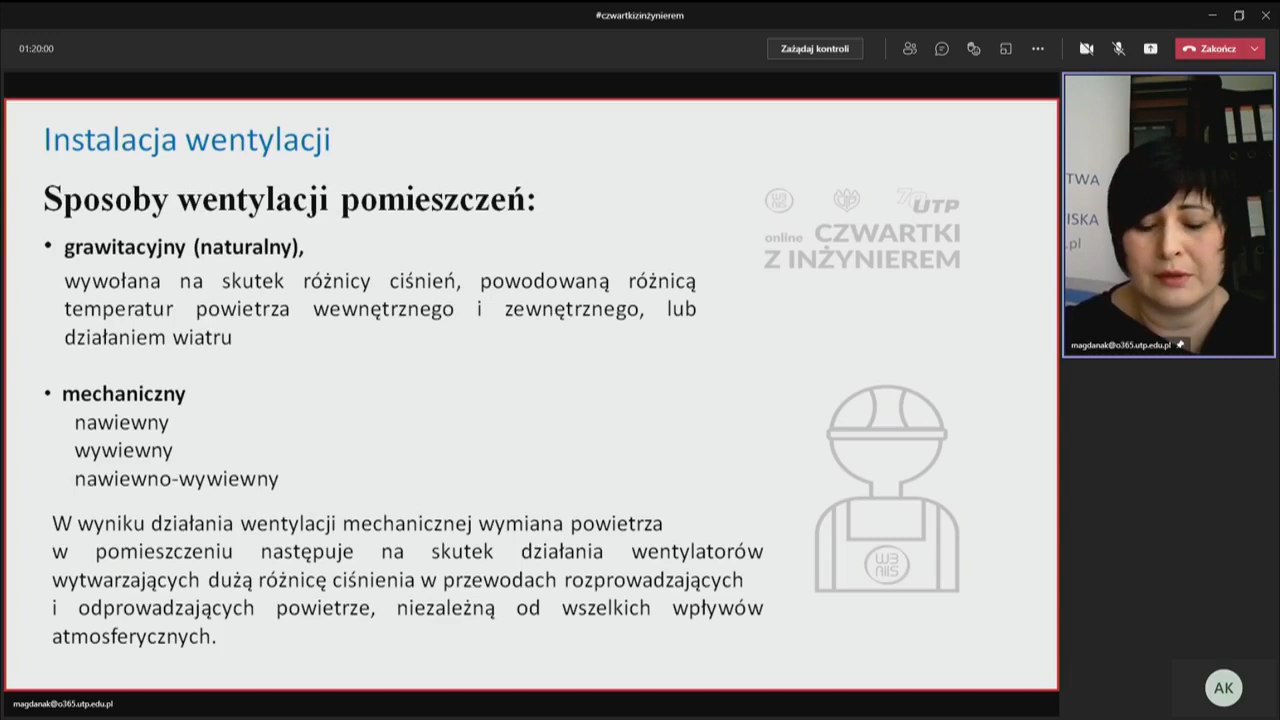 #czwartkizinżynierem
01:20:00
Zażądaj kontroli
Zakończ
Instalacja wentylacji
Sposoby wentylacji pomieszczeń:
• grawitacyjny (naturalny),
wywołana na skutek różnicy ciśnień, powodowaną różnicą
temperatur powietrza wewnętrznego i zewnętrznego, lub
działaniem wiatru
• mechaniczny
nawiewny
wywiewny
nawiewno-wywiewny
W wyniku działania wentylacji mechanicznej wymiana powietrza
w pomieszczeniu następuje na skutek działania wentylatorów
wytwarzających dużą różnicę ciśnienia w przewodach rozprowadzających
i odprowadzających powietrze, niezależną od wszelkich wpływów
atmosferycznych.
70 UTP
online CZWARTKI
Z INŻYNIEREM
TWA
ISKA
.pl
magdanak@o365.utp.edu.pl
AK
magdanak@o365.utp.edu.pl